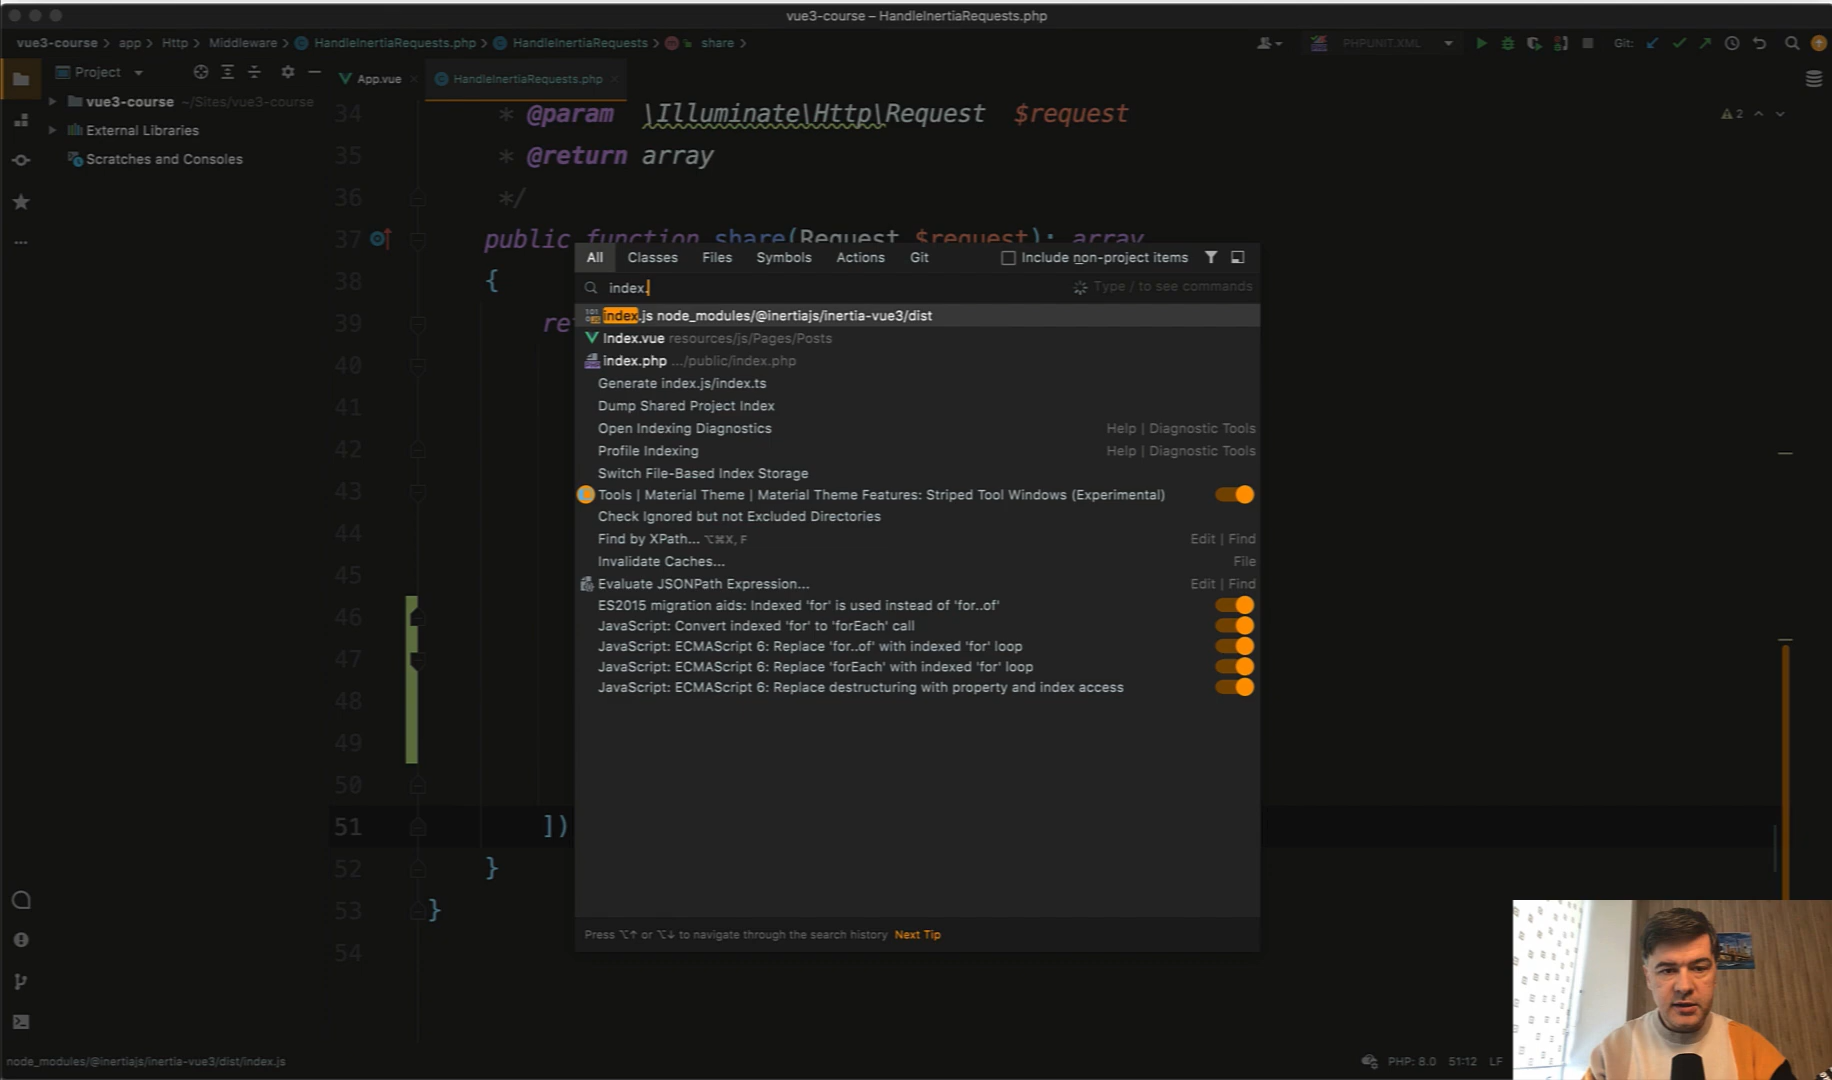 vue3-course – HandleInertiaRequests.php
vue3-course > app > Http > Middleware > HandleInertiaRequests.php > HandleInertiaRequests > share >
PHPUNIT.XML
Git:
Project
App.vue
HandleInertiaRequests.php
vue3-course ~/Sites/vue3-course
External Libraries
Scratches and Consoles
34 * @param \Illuminate\Http\Request $request
2
35 * @return array
36 */
37 public function share(Request $request): array
38 {
39 re
40
41
42
43
44
45
46
47
48
49
50
51 ])
52 }
53 }
54
All Classes Files Symbols Actions Git Include non-project items
index. Type / to see commands
index.js node_modules/@inertiajs/inertia-vue3/dist
Index.vue resources/js/Pages/Posts
index.php .../public/index.php
Generate index.js/index.ts
Dump Shared Project Index
Open Indexing Diagnostics Help | Diagnostic Tools
Profile Indexing Help | Diagnostic Tools
Switch File-Based Index Storage
Tools | Material Theme | Material Theme Features: Striped Tool Windows (Experimental)
Check Ignored but not Excluded Directories
Find by XPath... ⌥⌘X, F Edit | Find
Invalidate Caches... File
Evaluate JSONPath Expression... Edit | Find
ES2015 migration aids: Indexed 'for' is used instead of 'for..of'
JavaScript: Convert indexed 'for' to 'forEach' call
JavaScript: ECMAScript 6: Replace 'for..of' with indexed 'for' loop
JavaScript: ECMAScript 6: Replace 'forEach' with indexed 'for' loop
JavaScript: ECMAScript 6: Replace destructuring with property and index access
Press ⌥↑ or ⌥↓ to navigate through the search history Next Tip
node_modules/@inertiajs/inertia-vue3/dist/index.js
PHP: 8.0 51:12 LF